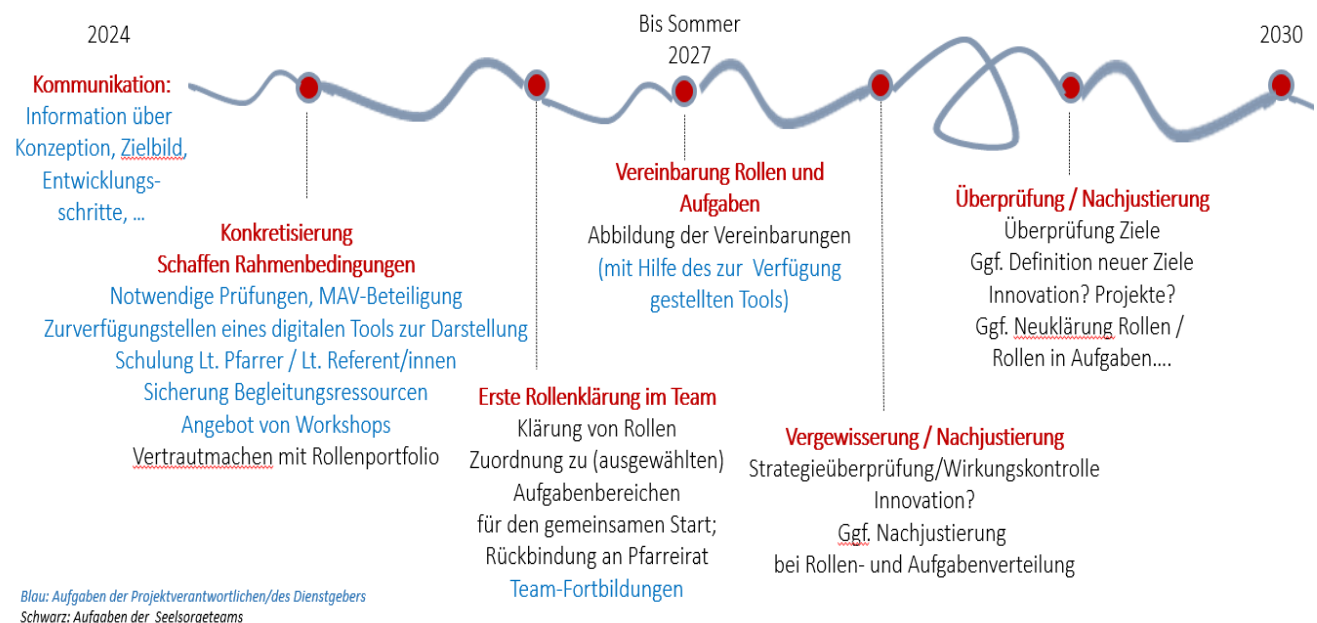 2024
Kommunikation:
Information über
Konzeption, Zielbild,
Entwicklungs-
schritte, ...
Konkretisierung
Schaffen Rahmenbedingungen
Notwendige Prüfungen, MAV-Beteiligung
Zurverfügungstellen eines digitalen Tools zur Darstellung
Schulung Lt. Pfarrer / Lt. Referent/innen
Sicherung Begleitungsressourcen
Angebot von Workshops
Vertrautmachen mit Rollenportfolio
Erste Rollenklärung im Team
Klärung von Rollen
Zuordnung zu (ausgewählten)
Aufgabenbereichen
für den gemeinsamen Start;
Rückbindung an Pfarreirat
Team-Fortbildungen
Bis Sommer
2027
Vereinbarung Rollen und
Aufgaben
Abbildung der Vereinbarungen
(mit Hilfe des zur Verfügung
gestellten Tools)
Vergewisserung / Nachjustierung
Strategieüberprüfung/Wirkungskontrolle
Innovation?
Ggf. Nachjustierung
bei Rollen- und Aufgabenverteilung
2030
Überprüfung / Nachjustierung
Überprüfung Ziele
Ggf. Definition neuer Ziele
Innovation? Projekte?
Ggf. Neuklärung Rollen /
Rollen in Aufgaben....
Blau: Aufgaben der Projektverantwortlichen/des Dienstgebers
Schwarz: Aufgaben der Seelsorgeteams